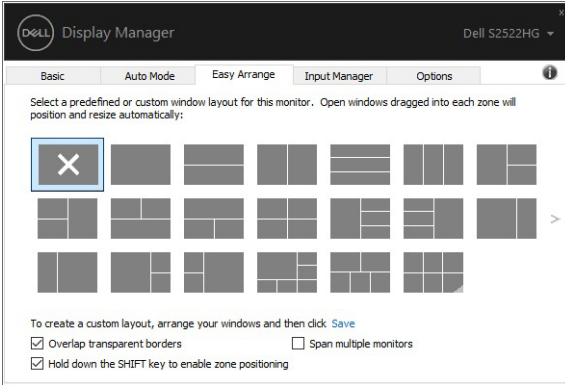 DELL Display Manager
Dell S2522HG
Basic Auto Mode Easy Arrange Input Manager Options
Select a predefined or custom window layout for this monitor. Open windows dragged into each zone will
position and resize automatically:
To create a custom layout, arrange your windows and then click Save
Overlap transparent borders
Span multiple monitors
Hold down the SHIFT key to enable zone positioning